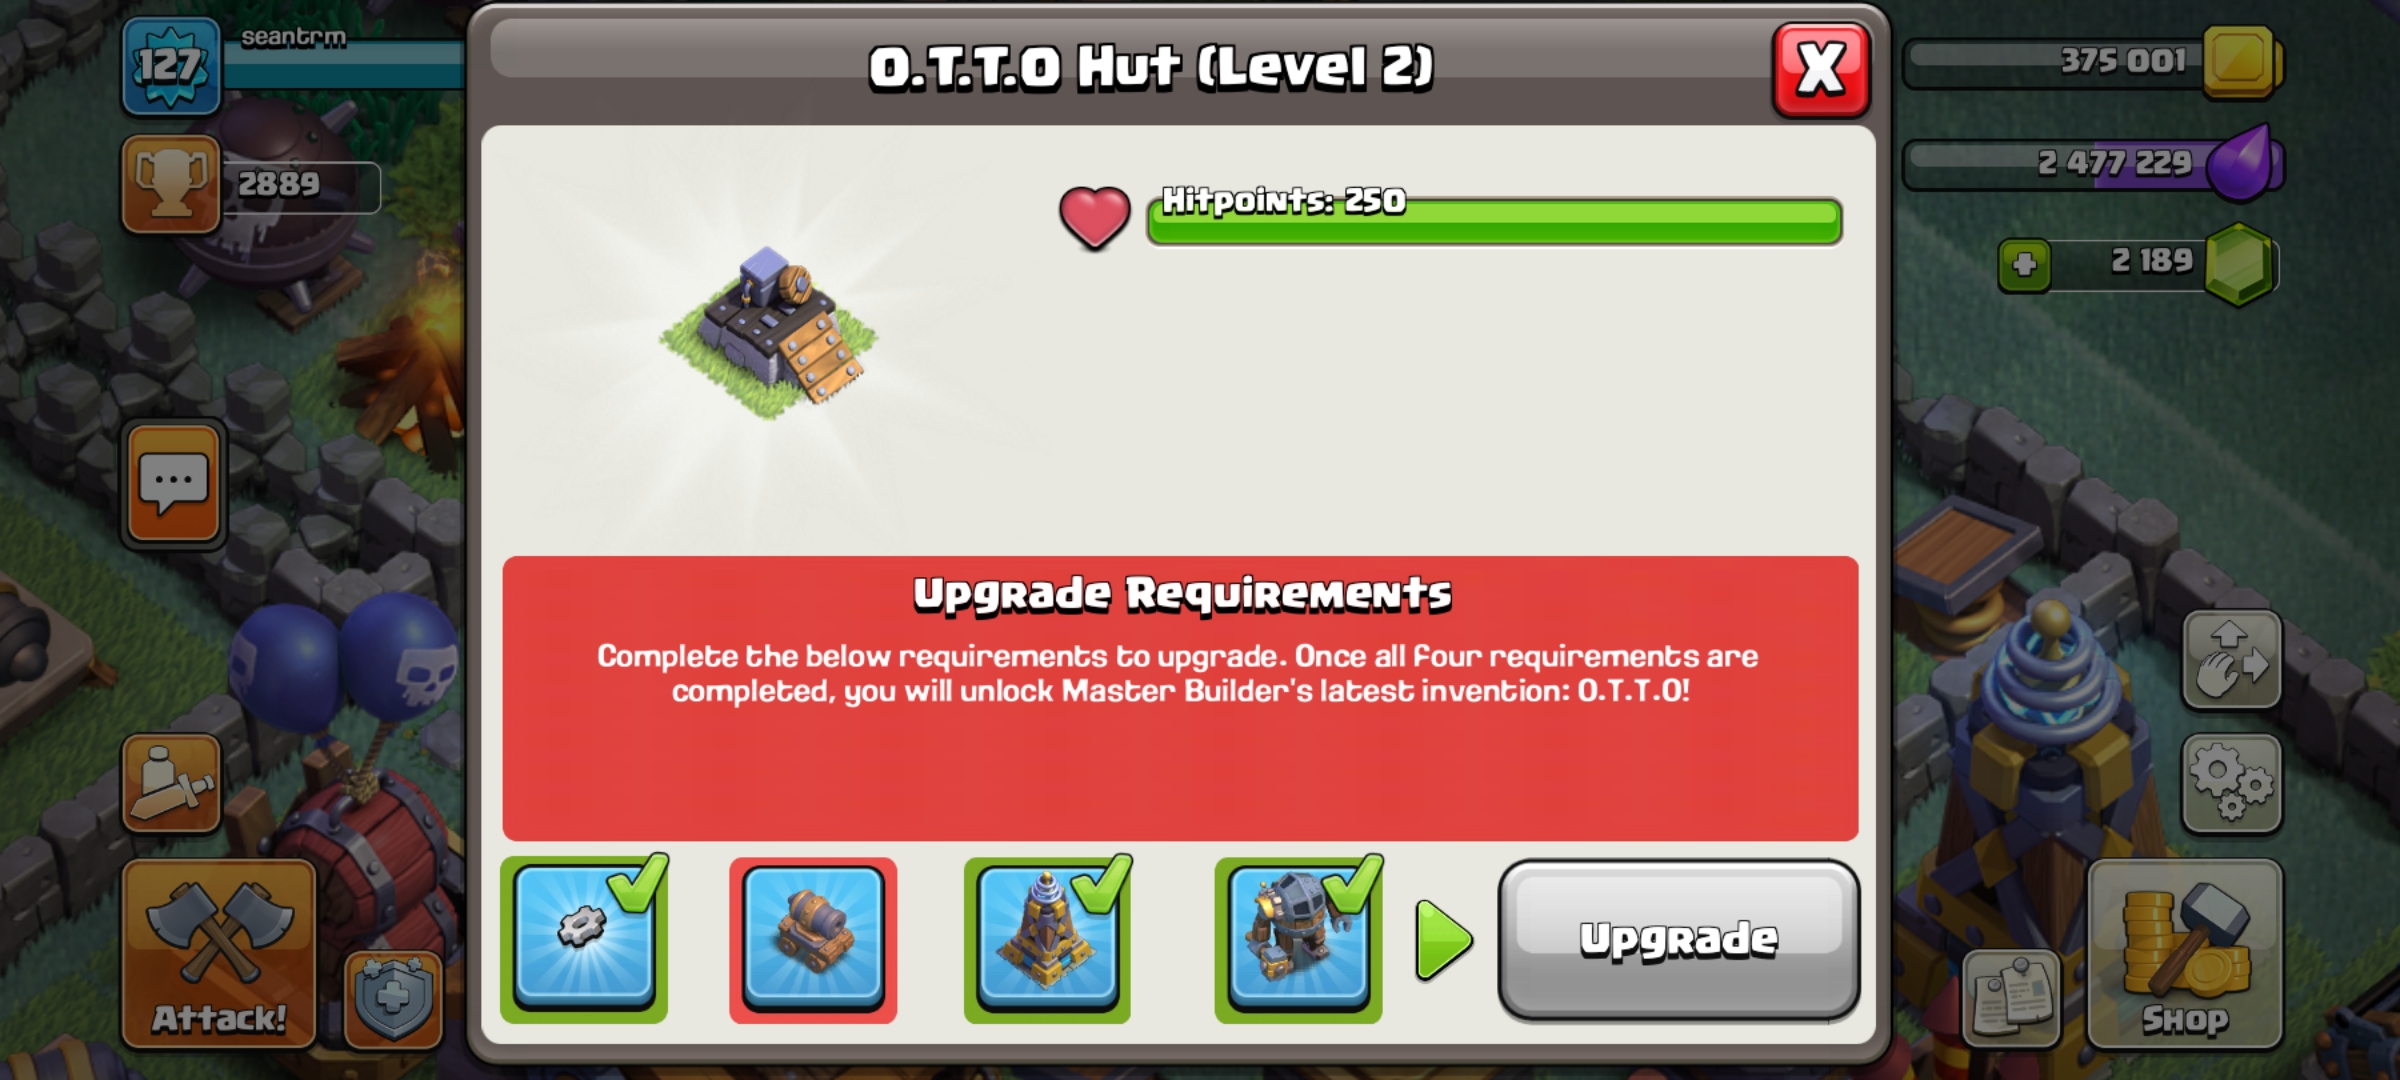 127
seantrm
2889
O.T.T.O Hut (Level 2)
X
375 001
2 477 229
2 189
Hitpoints: 250
Upgrade Requirements
Complete the below requirements to upgrade. Once all four requirements are
completed, you will unlock Master Builder's latest invention: O.T.T.O!
Upgrade
Attack!
Shop